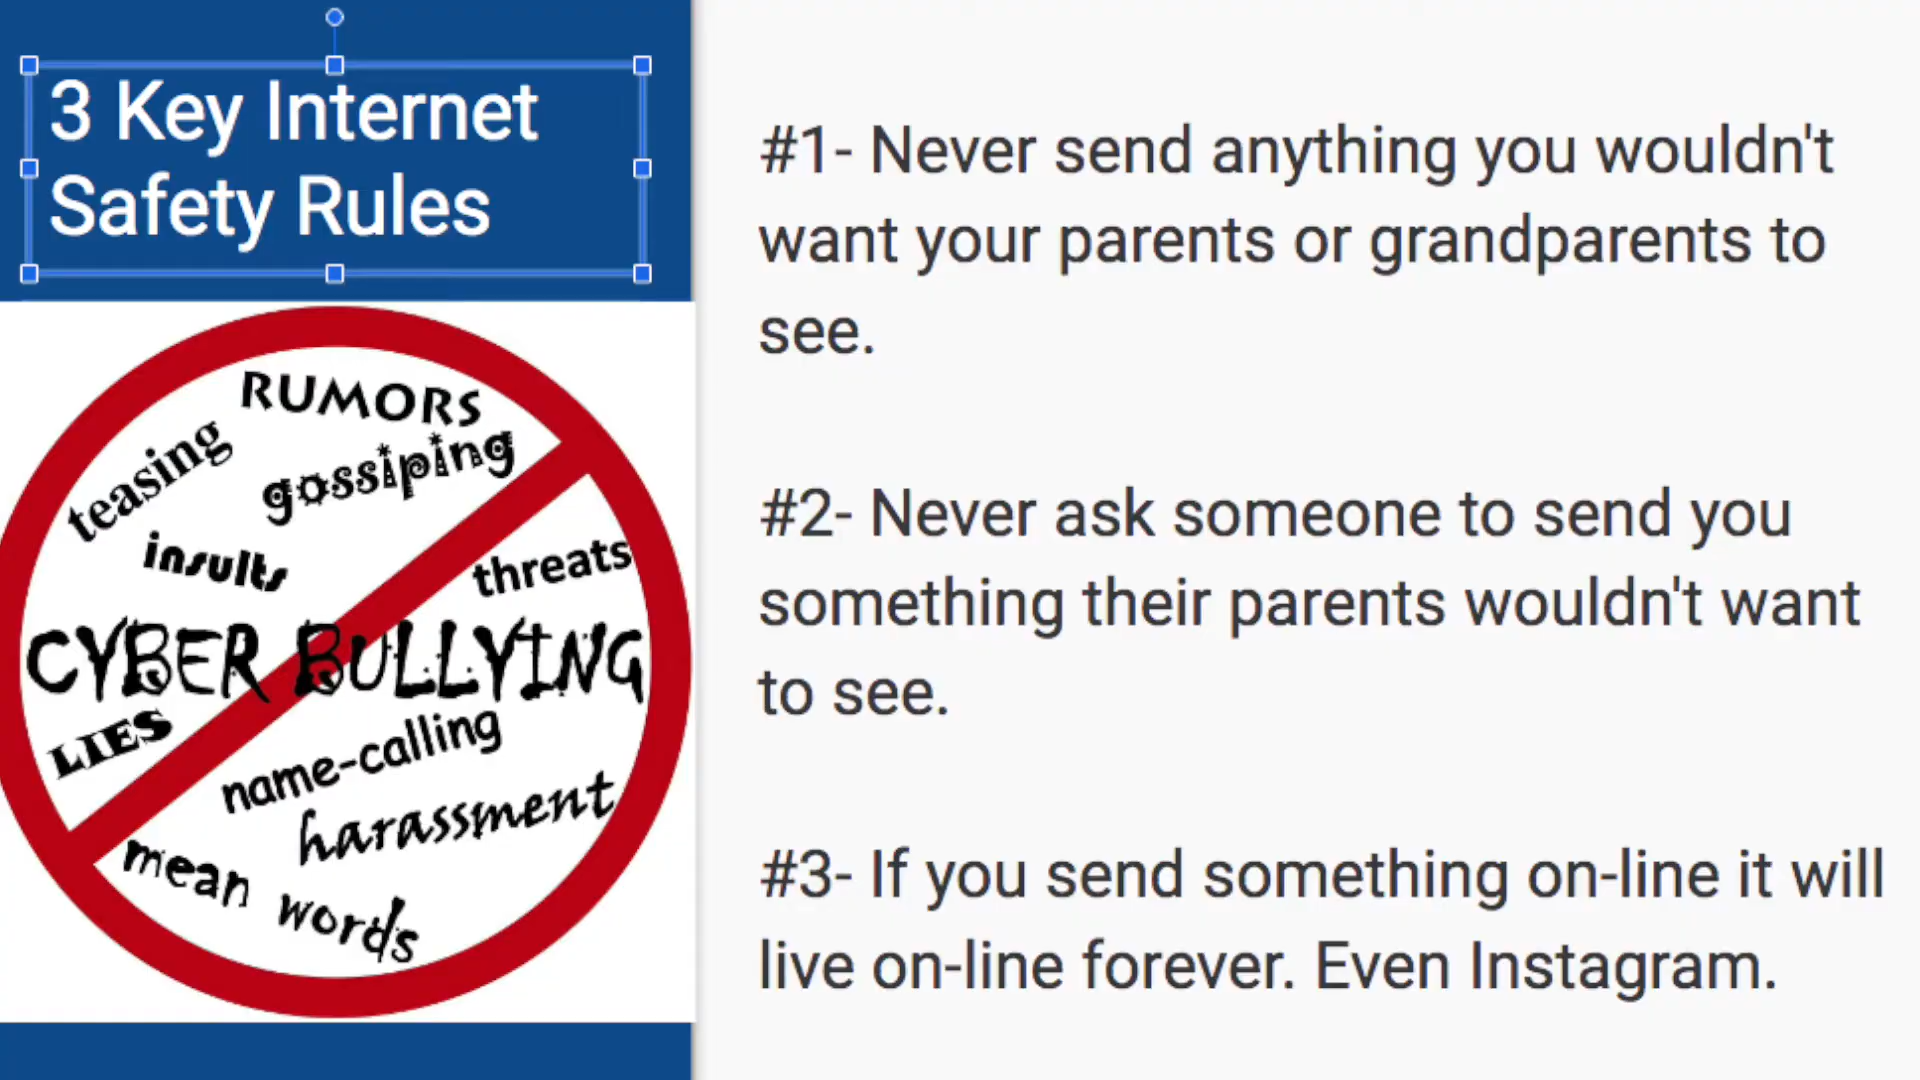 3 Key Internet
Safety Rules
RUMORS
teasing
gossiping
insults
threats
CYBER BULLYING
LIES
name-calling
harassment
mean words
#1- Never send anything you wouldn't
want your parents or grandparents to
see.
#2- Never ask someone to send you
something their parents wouldn't want
to see.
#3- If you send something on-line it will
live on-line forever. Even Instagram.